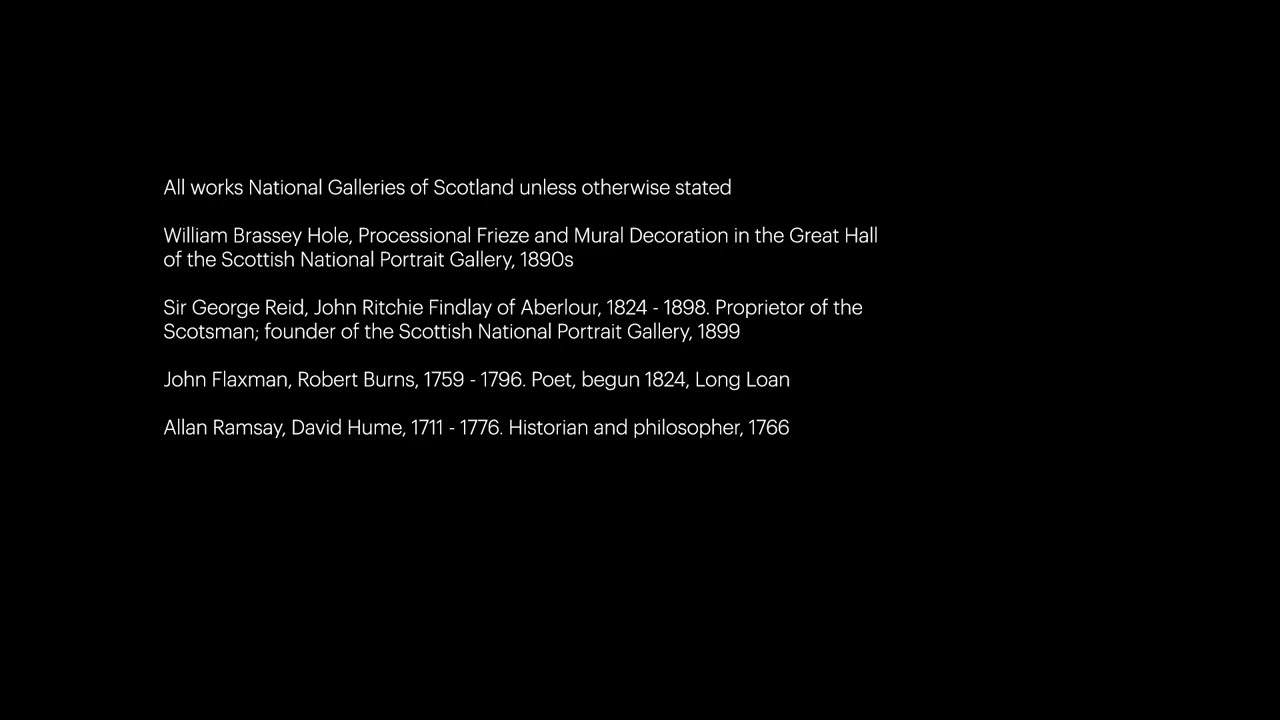 All works National Galleries of Scotland unless otherwise stated
William Brassey Hole, Processional Frieze and Mural Decoration in the Great Hall
of the Scottish National Portrait Gallery, 1890s
Sir George Reid, John Ritchie Findlay of Aberlour, 1824 - 1898. Proprietor of the
Scotsman; founder of the Scottish National Portrait Gallery, 1899
John Flaxman, Robert Burns, 1759 - 1796. Poet, begun 1824, Long Loan
Allan Ramsay, David Hume, 1711 - 1776. Historian and philosopher, 1766